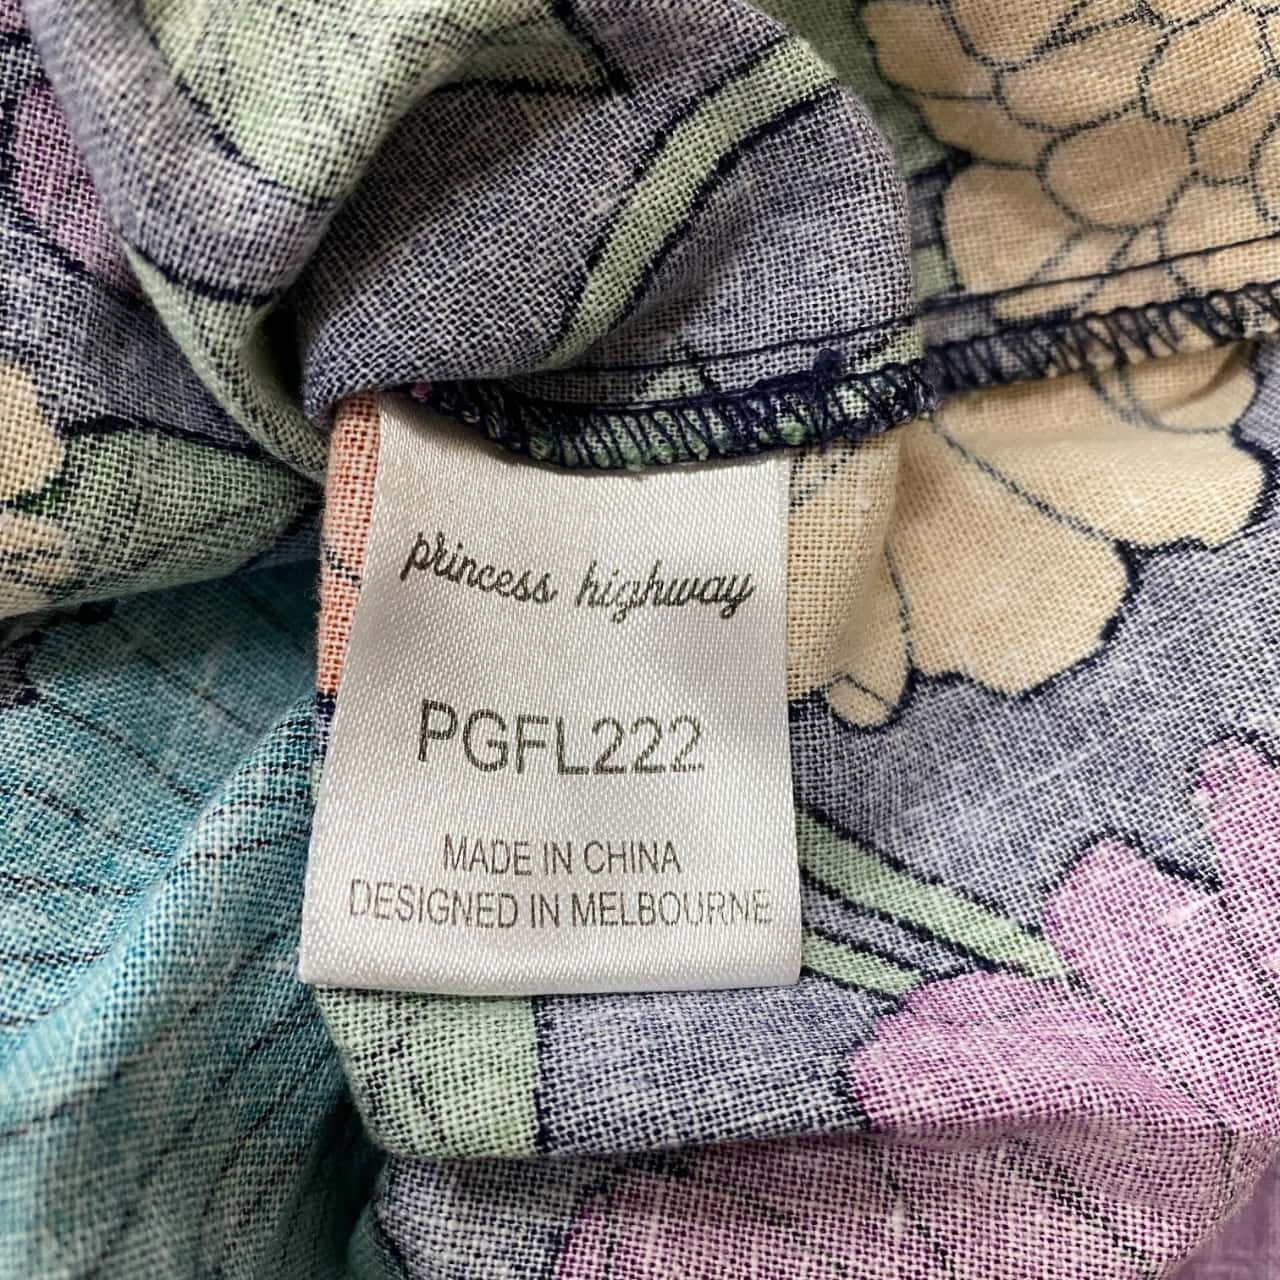 princess highway
PGFL222
MADE IN CHINA
DESIGNED IN MELBOURNE